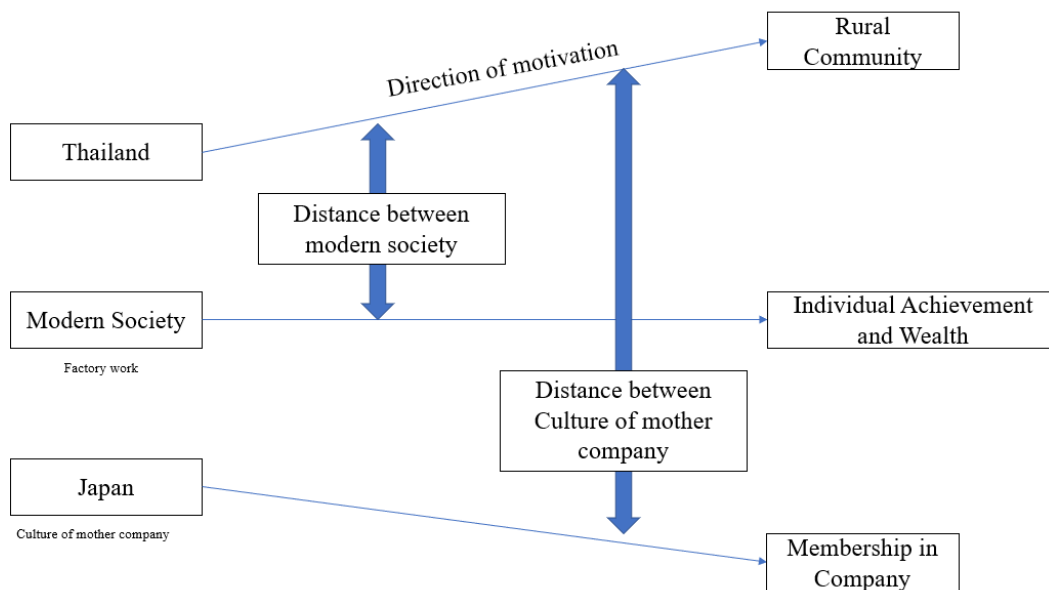 Rural
Community
Direction of motivation
Thailand
Distance between
modern society
Modern Society
Factory work
Individual Achievement
and Wealth
Distance between
Culture of mother
company
Japan
Culture of mother company
Membership in
Company